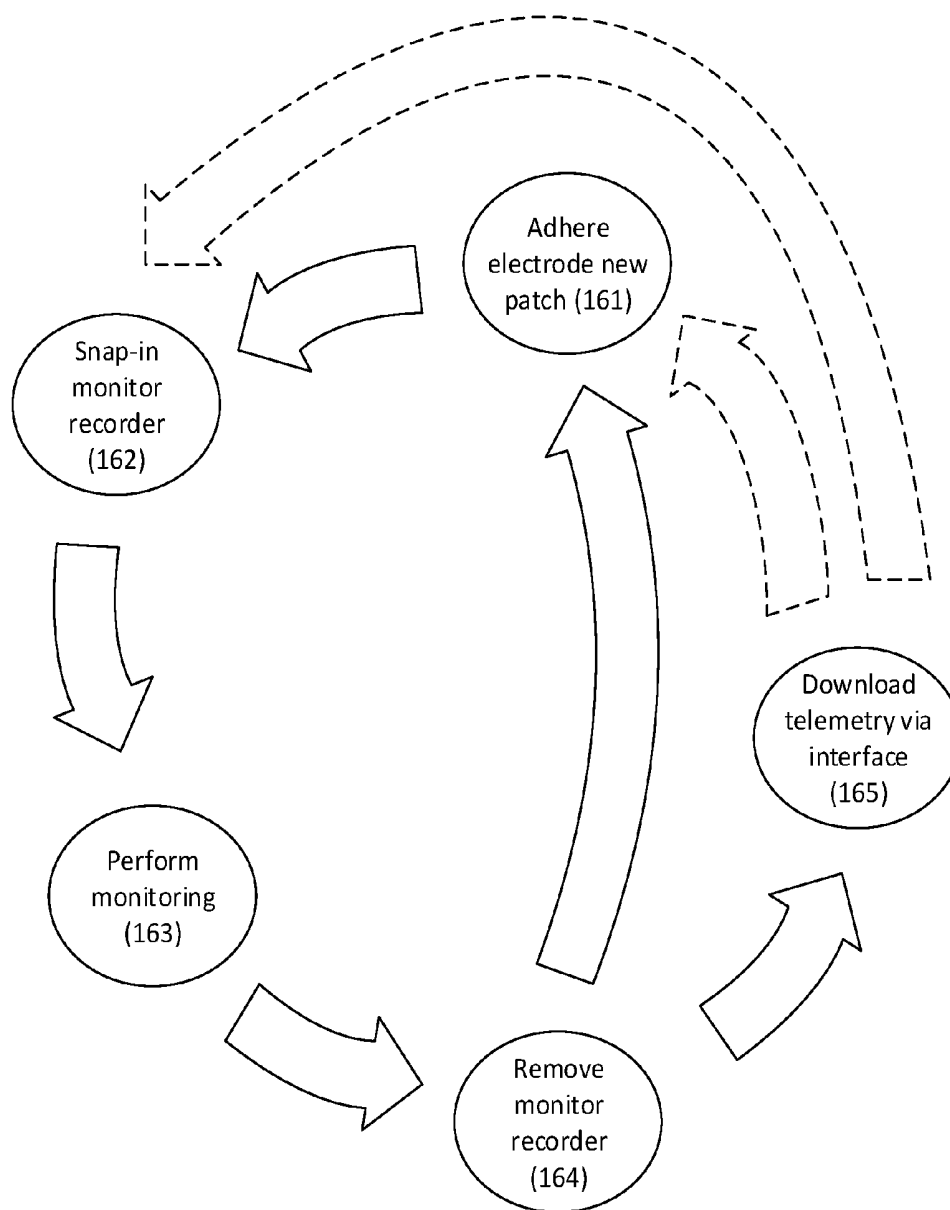 Adhere
electrode new
patch (161)
Snap-in
monitor
recorder
(162)
Perform
monitoring
(163)
Remove
monitor
recorder
(164)
Download
telemetry via
interface
(165)